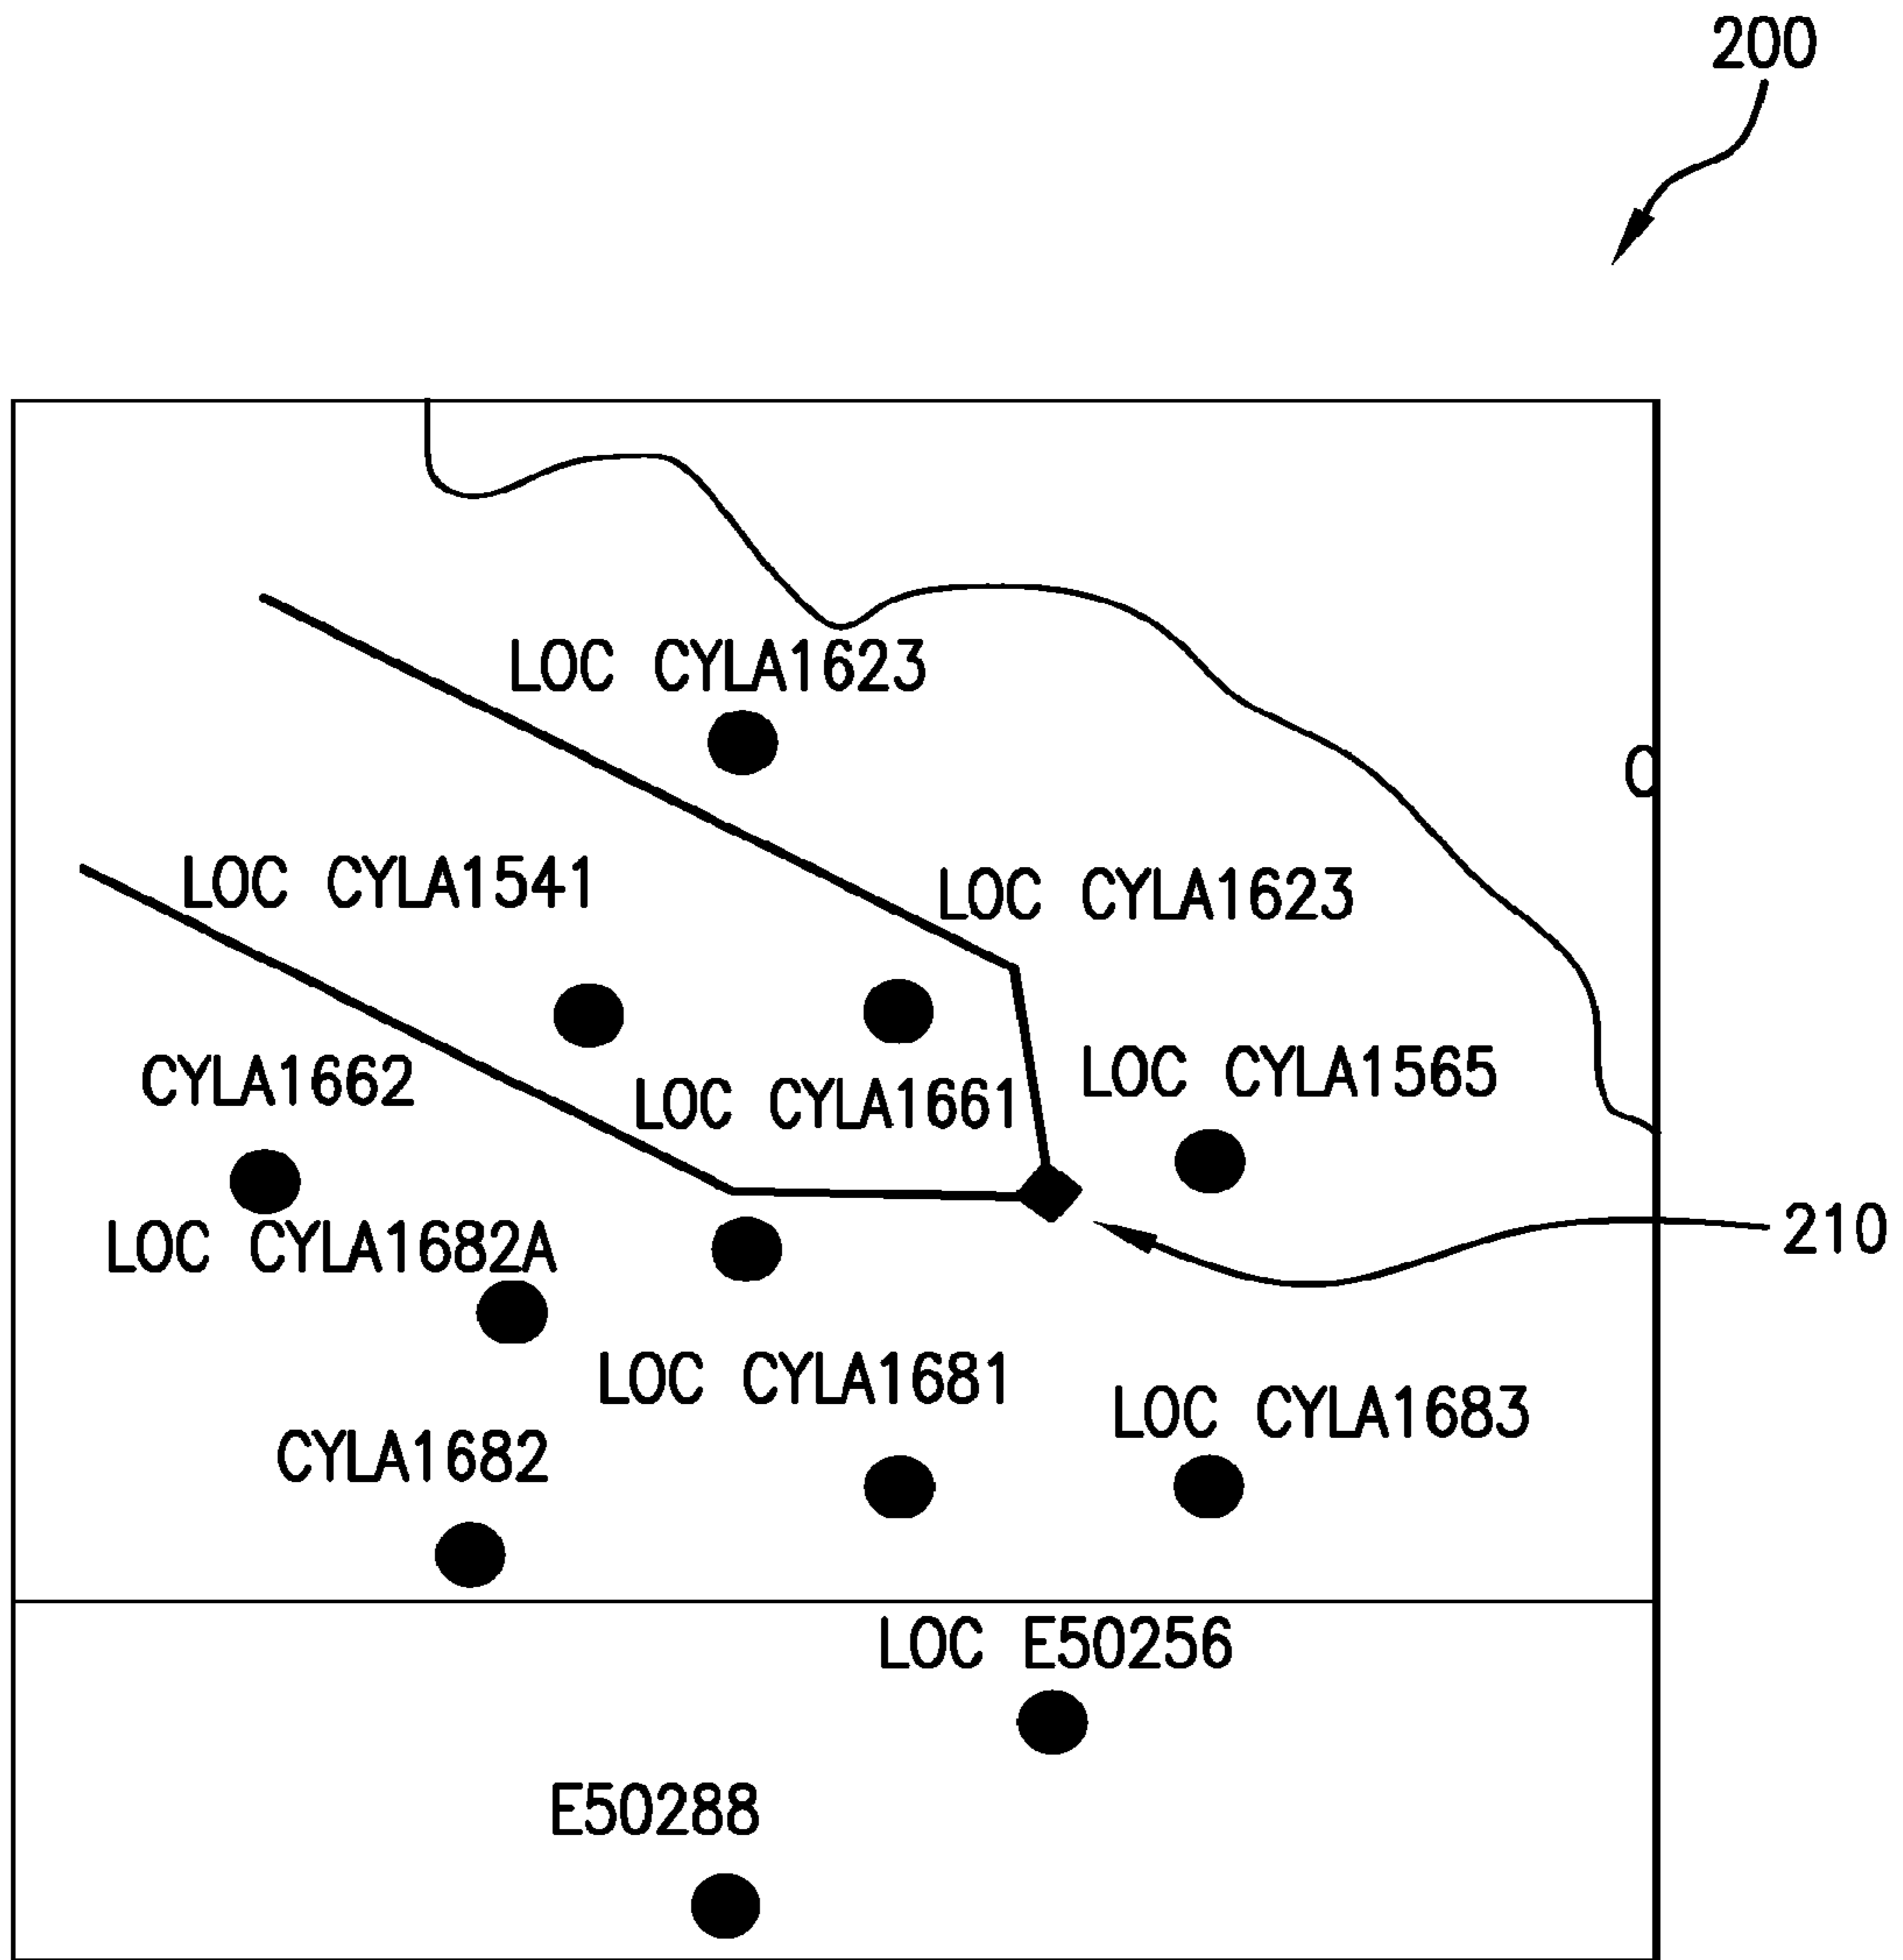 200
LOC CYLA1623
O
LOC CYLA1541
LOC CYLA1623
CYLA1662
LOC CYLA1661
LOC CYLA1565
LOC CYLA1682A
210
LOC CYLA1681
LOC CYLA1683
CYLA1682
LOC E50256
E50288